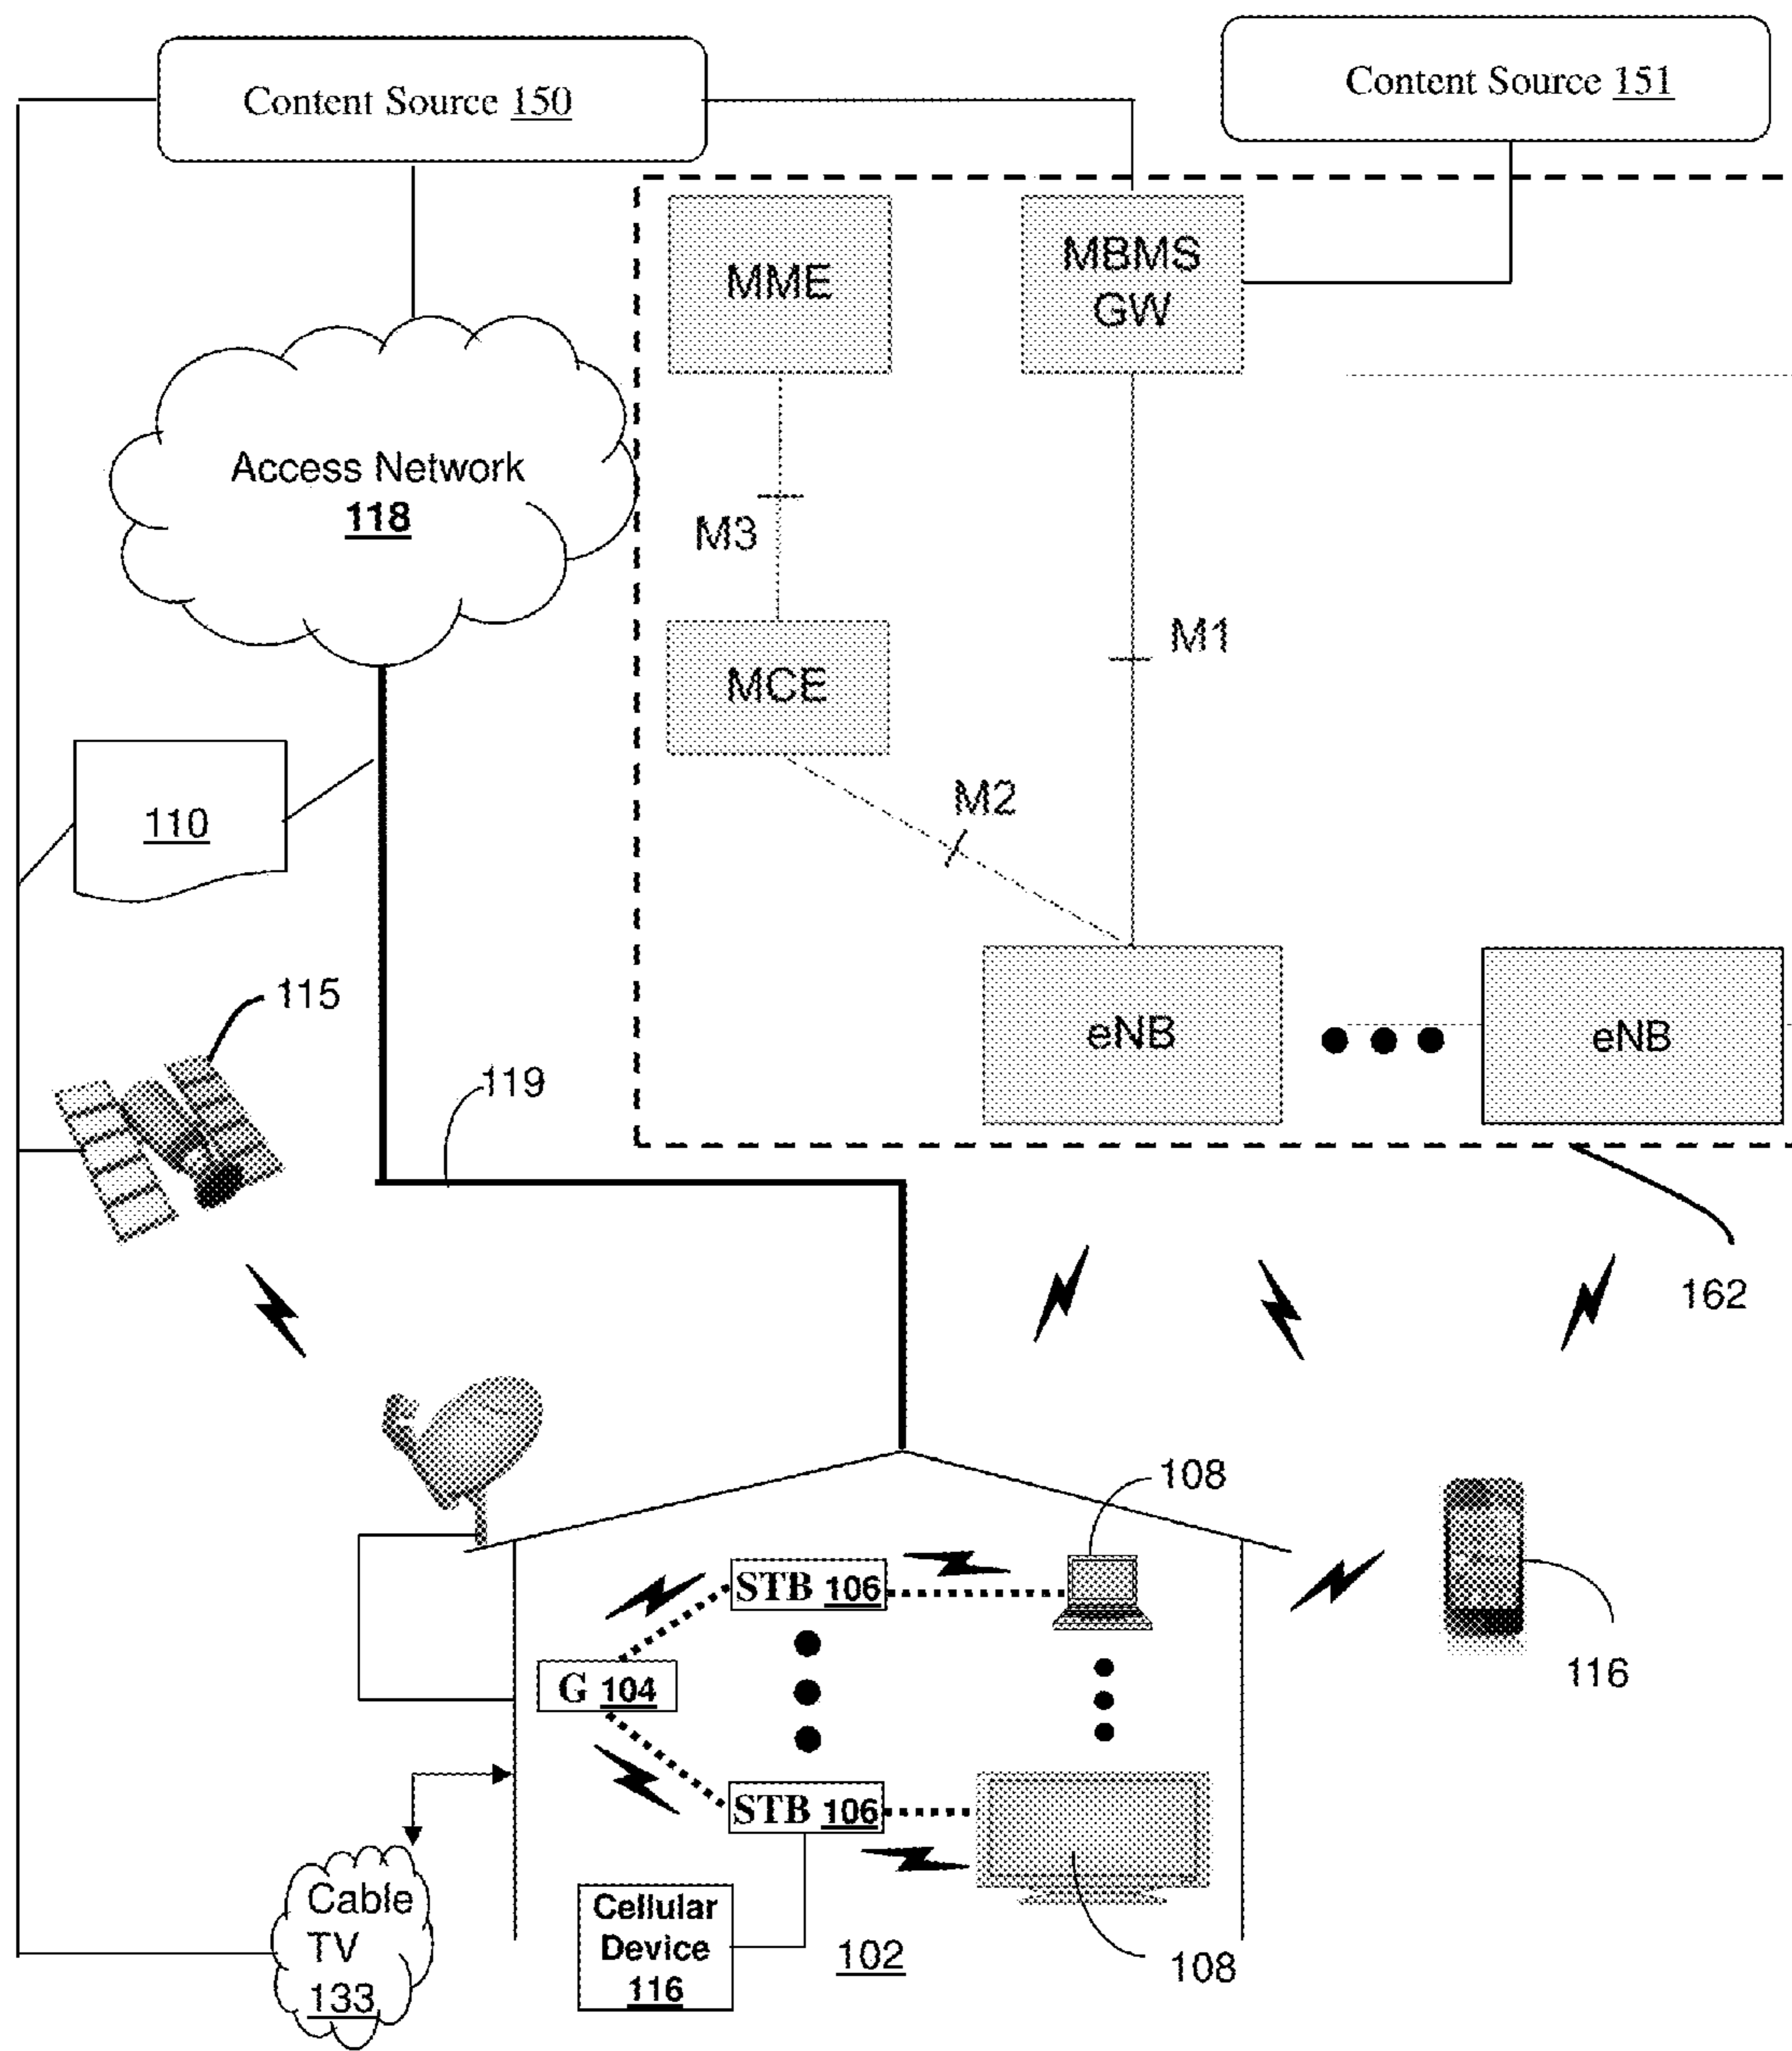 Content Source 150
Content Source 151
MME
MBMS
GW
Access Network
118
M3
M1
MCE
M2
110
115
eNB
eNB
119
162
108
STB 106
116
G 104
STB 106
Cable
TV
133
Cellular
Device
116
102
108